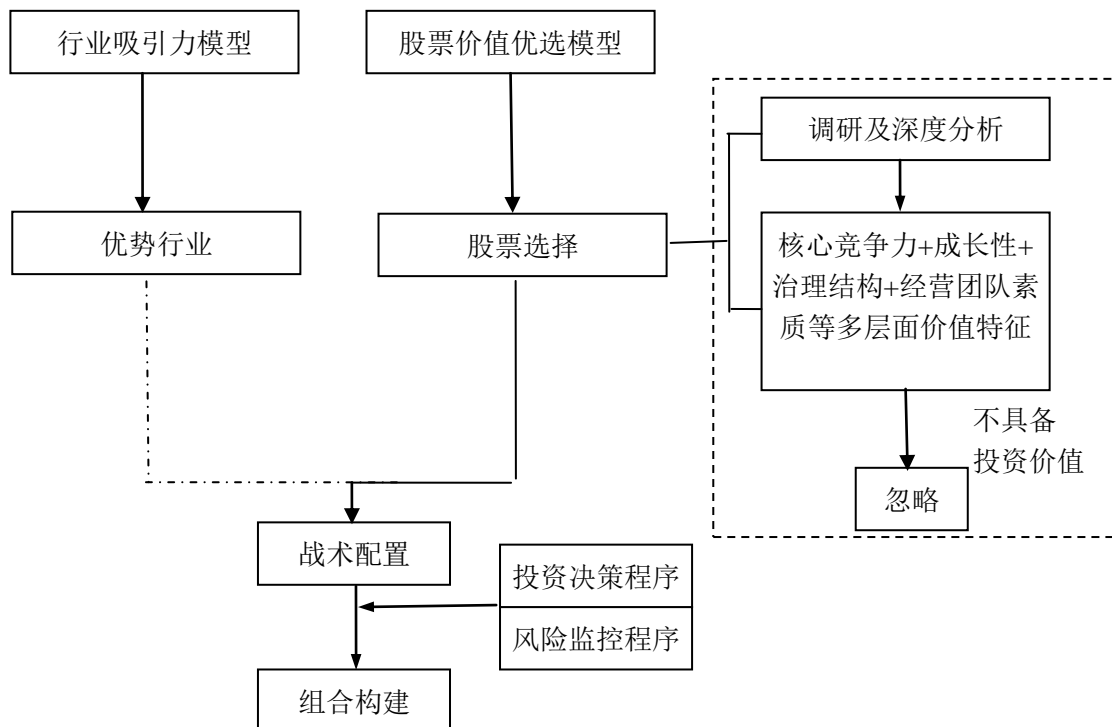 行业吸引力模型
股票价值优选模型
调研及深度分析
优势行业
股票选择
核心竞争力+成长性+
治理结构+经营团队素
质等多层面价值特征
不具备
投资价值
忽略
战术配置
投资决策程序
风险监控程序
组合构建